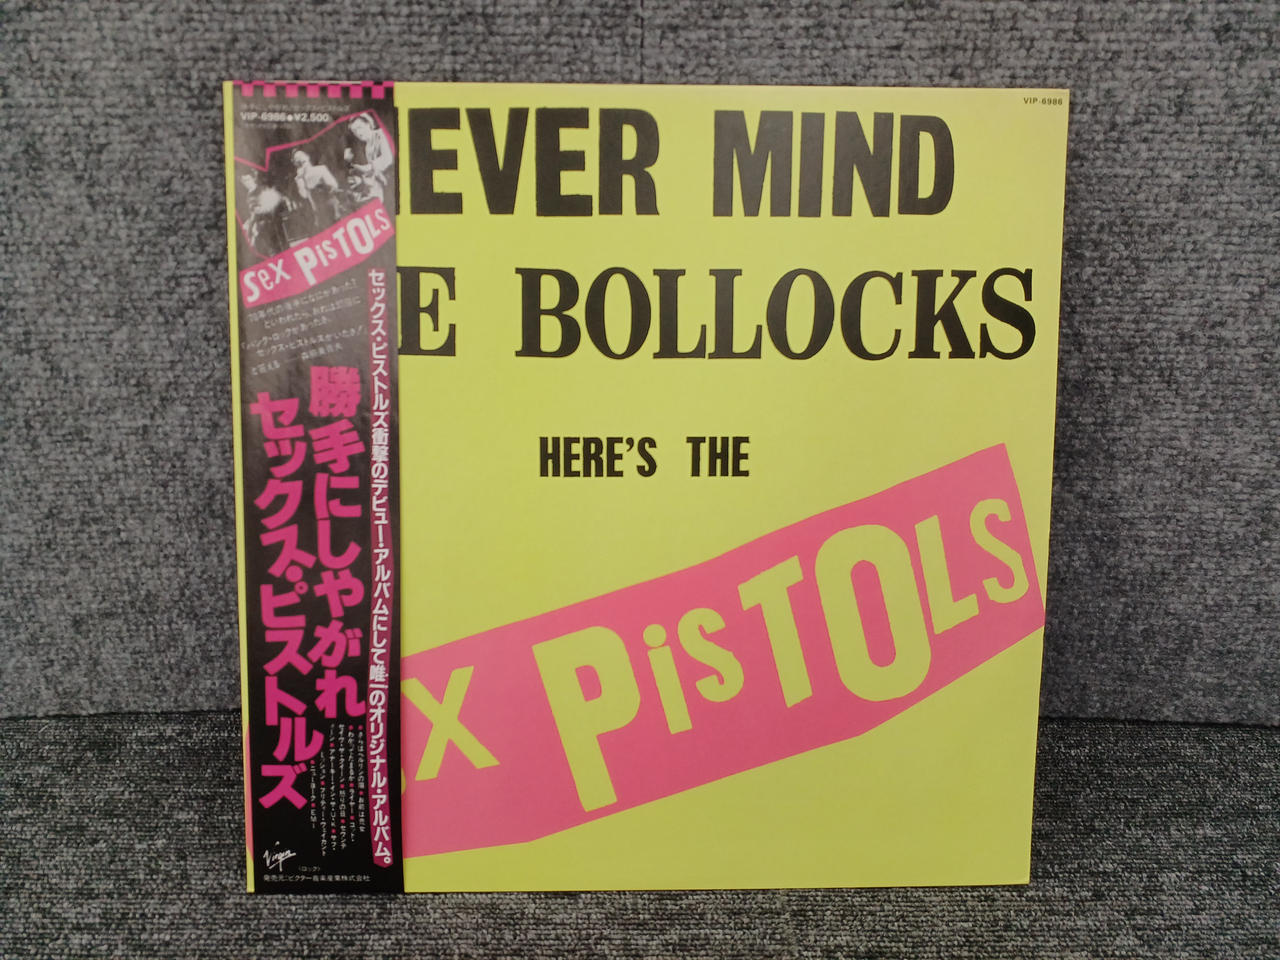 VIP-6986●¥2,500
SEX PISTOLS
セックス・ピストルズ衝撃のデビュー・アルバムにして唯一のオリジナル・アルバム。
勝手にしやがれ
セックス・ピストルズ
Virgin
(ロック)
発売元:ビクター音楽産業株式会社
VIP-6986
EVER MIND
E BOLLOCKS
HERE'S THE
X PISTOLS